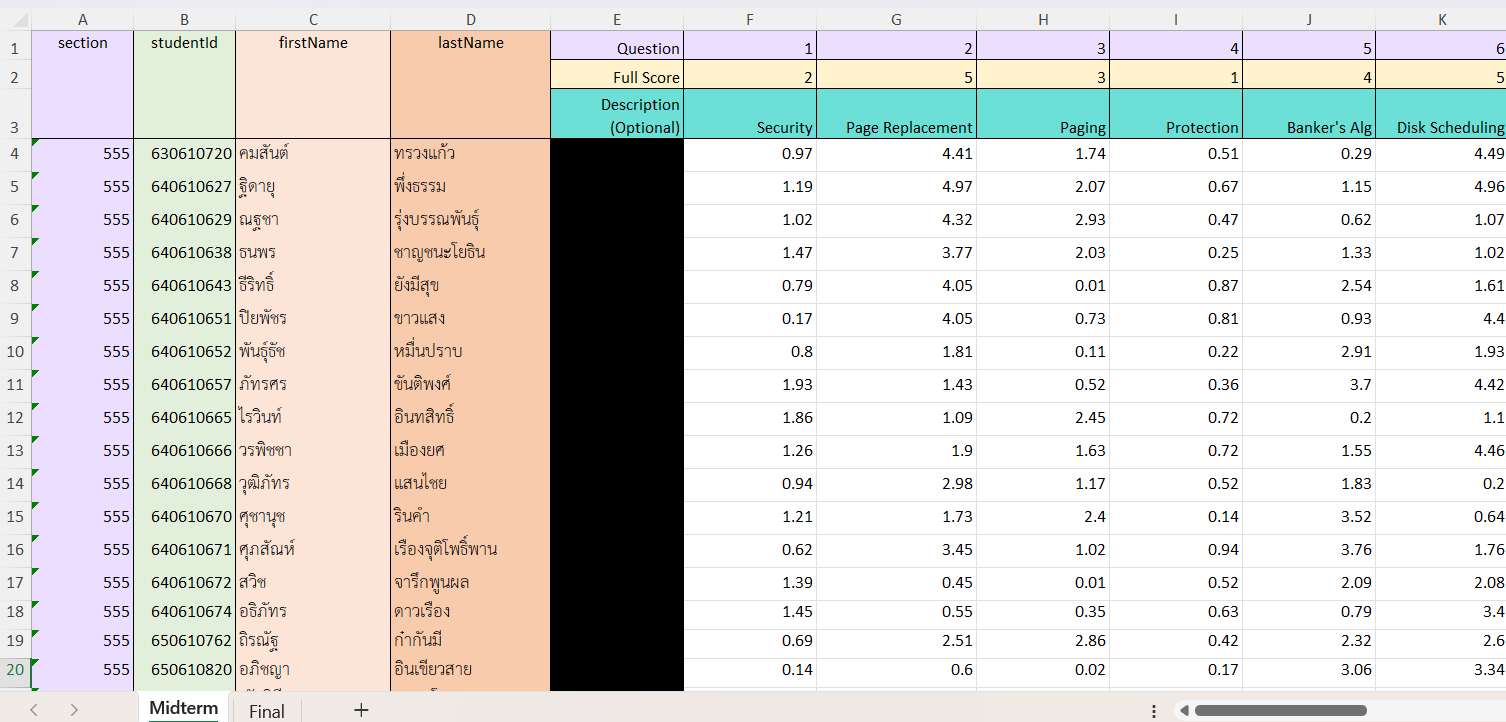 A B C D E F G H I J K
1 section studentId firstName lastName Question 1 2 3 4 5 6
2 Full Score 2 5 3 1 4 5
3 Description (Optional) Security Page Replacement Paging Protection Banker's Alg Disk Scheduling
4 555 630610720 คมสันต์ ทรวงแก้ว 0.97 4.41 1.74 0.51 0.29 4.49
5 555 640610627 ฐิดายุ พึ่งธรรม 1.19 4.97 2.07 0.67 1.15 4.96
6 555 640610629 ณฐชา รุ่งบรรณพันธุ์ 1.02 4.32 2.93 0.47 0.62 1.07
7 555 640610638 ธนพร ชาญชนะโยธิน 1.47 3.77 2.03 0.25 1.33 1.02
8 555 640610643 ธีริทธิ์ ยังมีสุข 0.79 4.05 0.01 0.87 2.54 1.61
9 555 640610651 ปิยพัชร ขาวแสง 0.17 4.05 0.73 0.81 0.93 4.4
10 555 640610652 พันธุ์ธัช หมื่นปราบ 0.8 1.81 0.11 0.22 2.91 1.93
11 555 640610657 ภัทรศร ขันติพงศ์ 1.93 1.43 0.52 0.36 3.7 4.42
12 555 640610665 ไรวินท์ อินทสิทธิ์ 1.86 1.09 2.45 0.72 0.2 1.1
13 555 640610666 วรพิชชา เมืองยศ 1.26 1.9 1.63 0.72 1.55 4.46
14 555 640610668 วุฒิภัทร แสนไชย 0.94 2.98 1.17 0.52 1.83 0.2
15 555 640610670 ศุชานุช รินคำ 1.21 1.73 2.4 0.14 3.52 0.64
16 555 640610671 ศุภสัณห์ เรืองจุติโพธิ์พาน 0.62 3.45 1.02 0.94 3.76 1.76
17 555 640610672 สวิช จารึกพูนผล 1.39 0.45 0.01 0.52 2.09 2.08
18 555 640610674 อธิภัทร ดาวเรือง 1.45 0.55 0.35 0.63 0.79 3.4
19 555 650610762 ถิรณัฐ ก๋ากันมี 0.69 2.51 2.86 0.42 2.32 2.6
20 555 650610820 อภิชญา อินเขียวสาย 0.14 0.6 0.02 0.17 3.06 3.34
Midterm Final